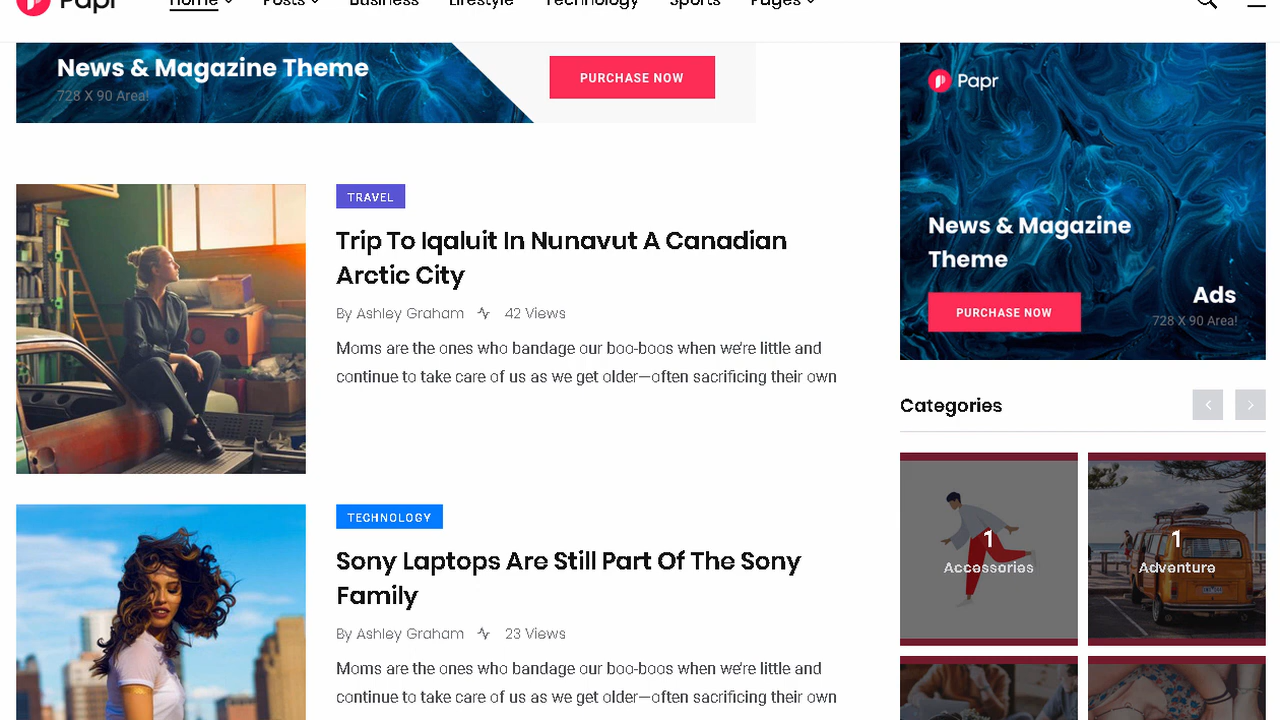 Papr
Home
Posts
Business
Lifestyle
Technology
Sports
Pages
News & Magazine Theme
728 X 90 Area!
PURCHASE NOW
TRAVEL
Trip To Iqaluit In Nunavut A Canadian
Arctic City
By Ashley Graham 42 Views
Moms are the ones who bandage our boo-boos when we're little and
continue to take care of us as we get older—often sacrificing their own
TECHNOLOGY
Sony Laptops Are Still Part Of The Sony
Family
By Ashley Graham 23 Views
Moms are the ones who bandage our boo-boos when we're little and
continue to take care of us as we get older—often sacrificing their own
Papr
News & Magazine
Theme
PURCHASE NOW
Ads
728 X 90 Area!
Categories
1
Accessories
1
Adventure